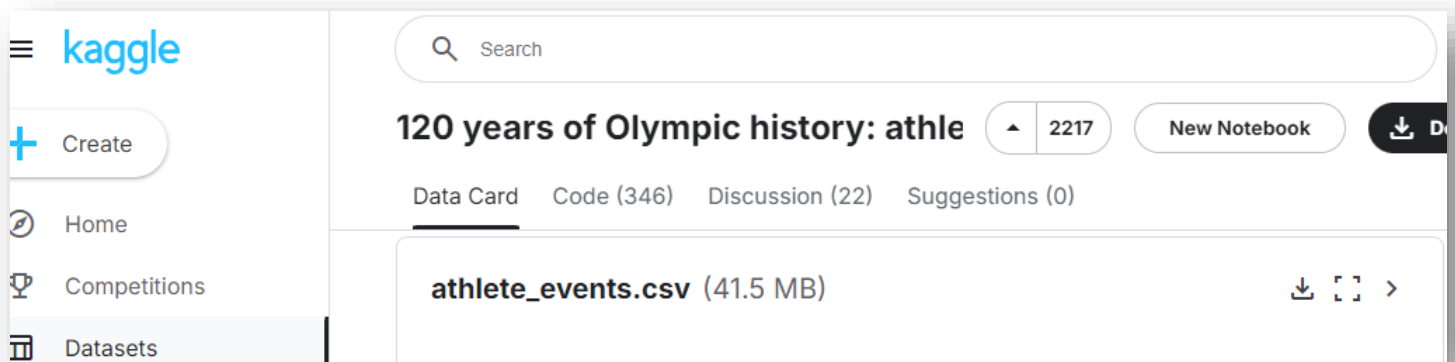 kaggle
Search
Create
120 years of Olympic history: athle
2217
New Notebook
Data Card Code (346) Discussion (22) Suggestions (0)
Home
Competitions
Datasets
athlete_events.csv (41.5 MB)